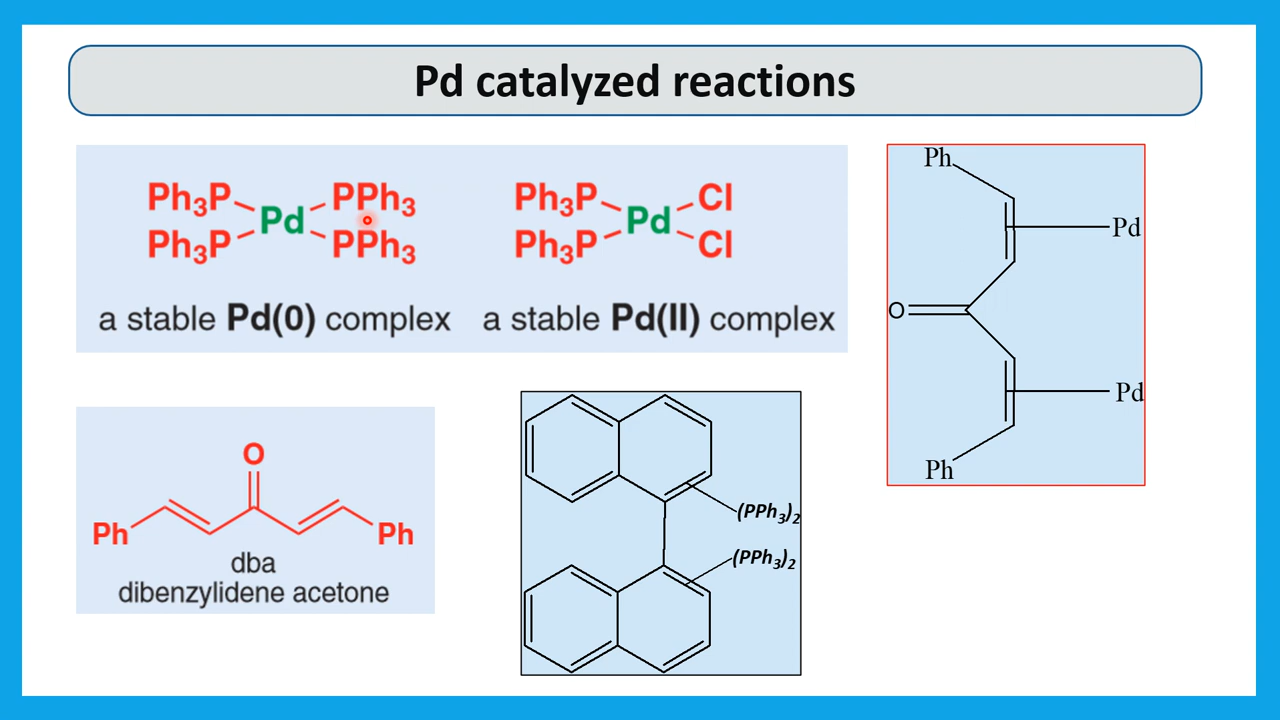 Pd catalyzed reactions
Ph₃P Pd PPh₃
Ph₃P PPh₃
a stable Pd(0) complex
Ph₃P Pd Cl
Ph₃P Cl
a stable Pd(II) complex
Ph
Pd
O
Pd
Ph
O
Ph Ph
dba
dibenzylidene acetone
(PPh₃)₂
(PPh₃)₂